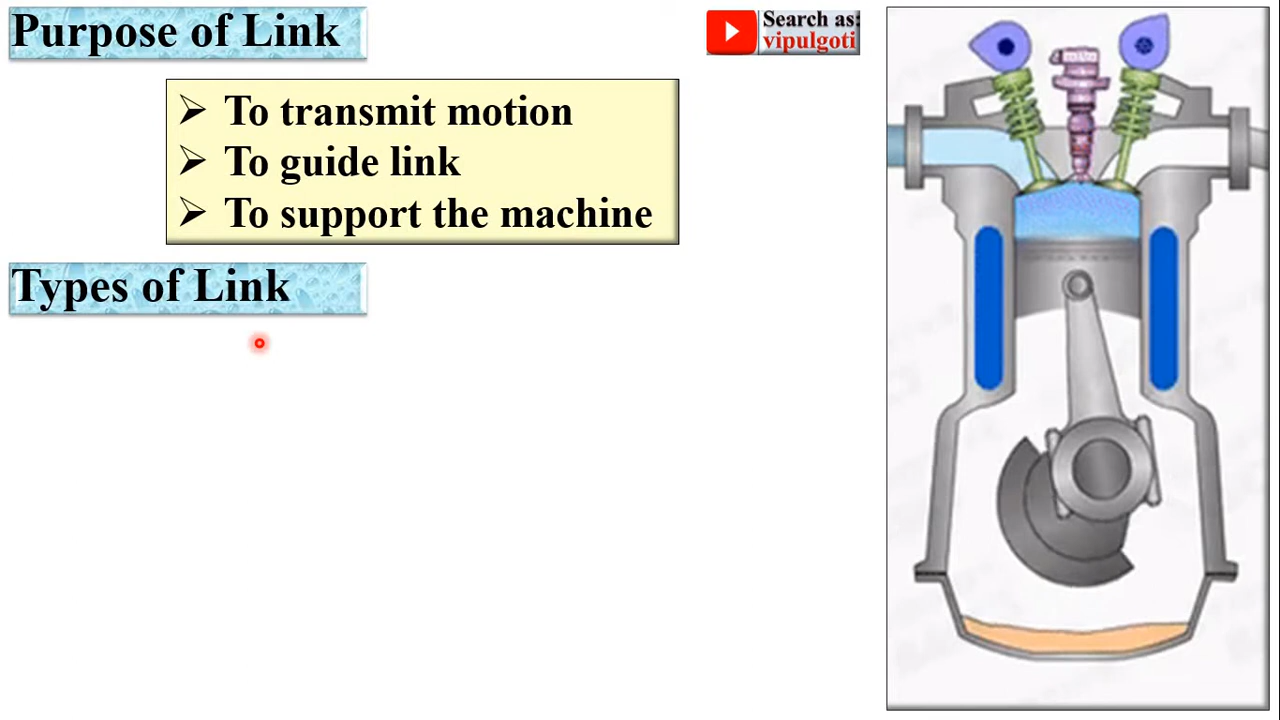 Purpose of Link
Search as:
vipulgoti
➢ To transmit motion
➢ To guide link
➢ To support the machine
Types of Link